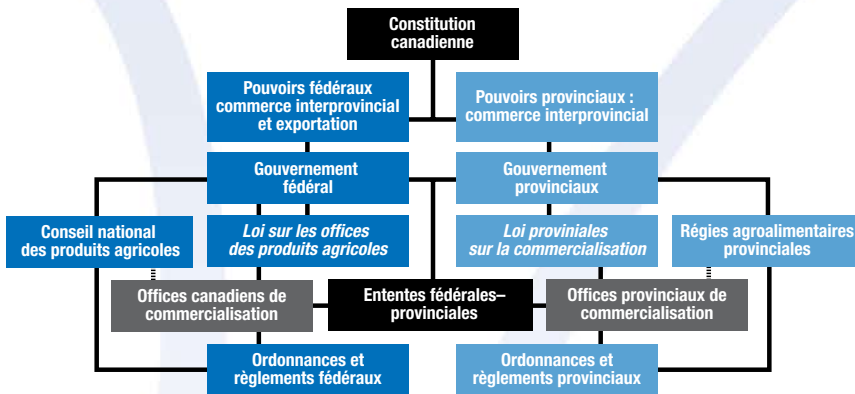 Constitution
canadienne
Pouvoirs fédéraux
commerce interprovincial
et exportation
Pouvoirs provinciaux :
commerce interprovincial
Gouvernement
fédéral
Gouvernement
provinciaux
Conseil national
des produits agricoles
Loi sur les offices
des produits agricoles
Loi proviniales
sur la commercialisation
Régies agroalimentaires
provinciales
Offices canadiens de
commercialisation
Ententes fédérales–
provinciales
Offices provinciaux de
commercialisation
Ordonnances et
règlements fédéraux
Ordonnances et
règlements provinciaux